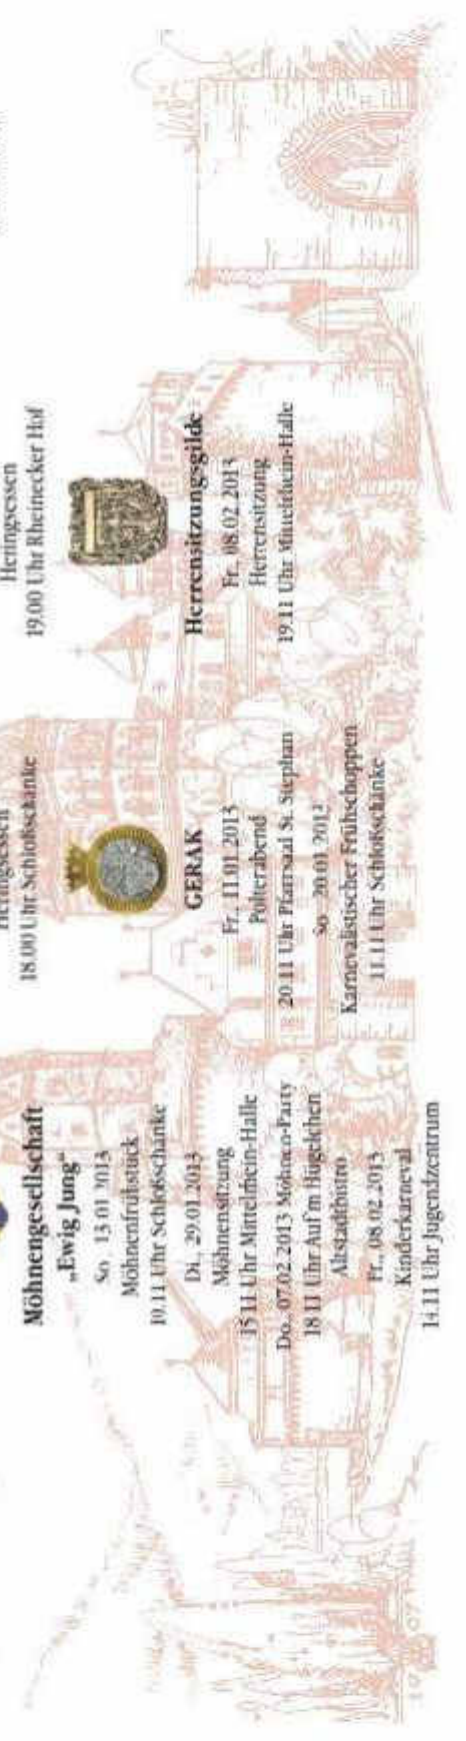 Möhnengesellschaft
„Ewig Jung“
So 13 01 2013
Möhnenfrühstück
10.11 Uhr Schloßschänke
Di., 29.01.2013
Möhnensitzung
15 11 Uhr Mittelrhein-Halle
Do., 07.02 2013 Möhnen-Party
18 11 Uhr Auf'm Hügelchen
Altstadtbistro
Fr., 08 02.2013
Kinderkarneval
14.11 Uhr Jugendzentrum
Heringsessen
18.00 Uhr Schloßschänke
GERAK
Fr., 11.01 2013
Polterabend
20 11 Uhr Pfarrsaal St. Stephan
So 20.01 2013
Karnevalistischer Frühschoppen
11.11 Uhr Schloßschänke
Heringsessen
19.00 Uhr Rheinecker Hof
Herrensitzungsgilde
Fr., 08.02 2013
Herrensitzung
19.11 Uhr Mittelrhein-Halle